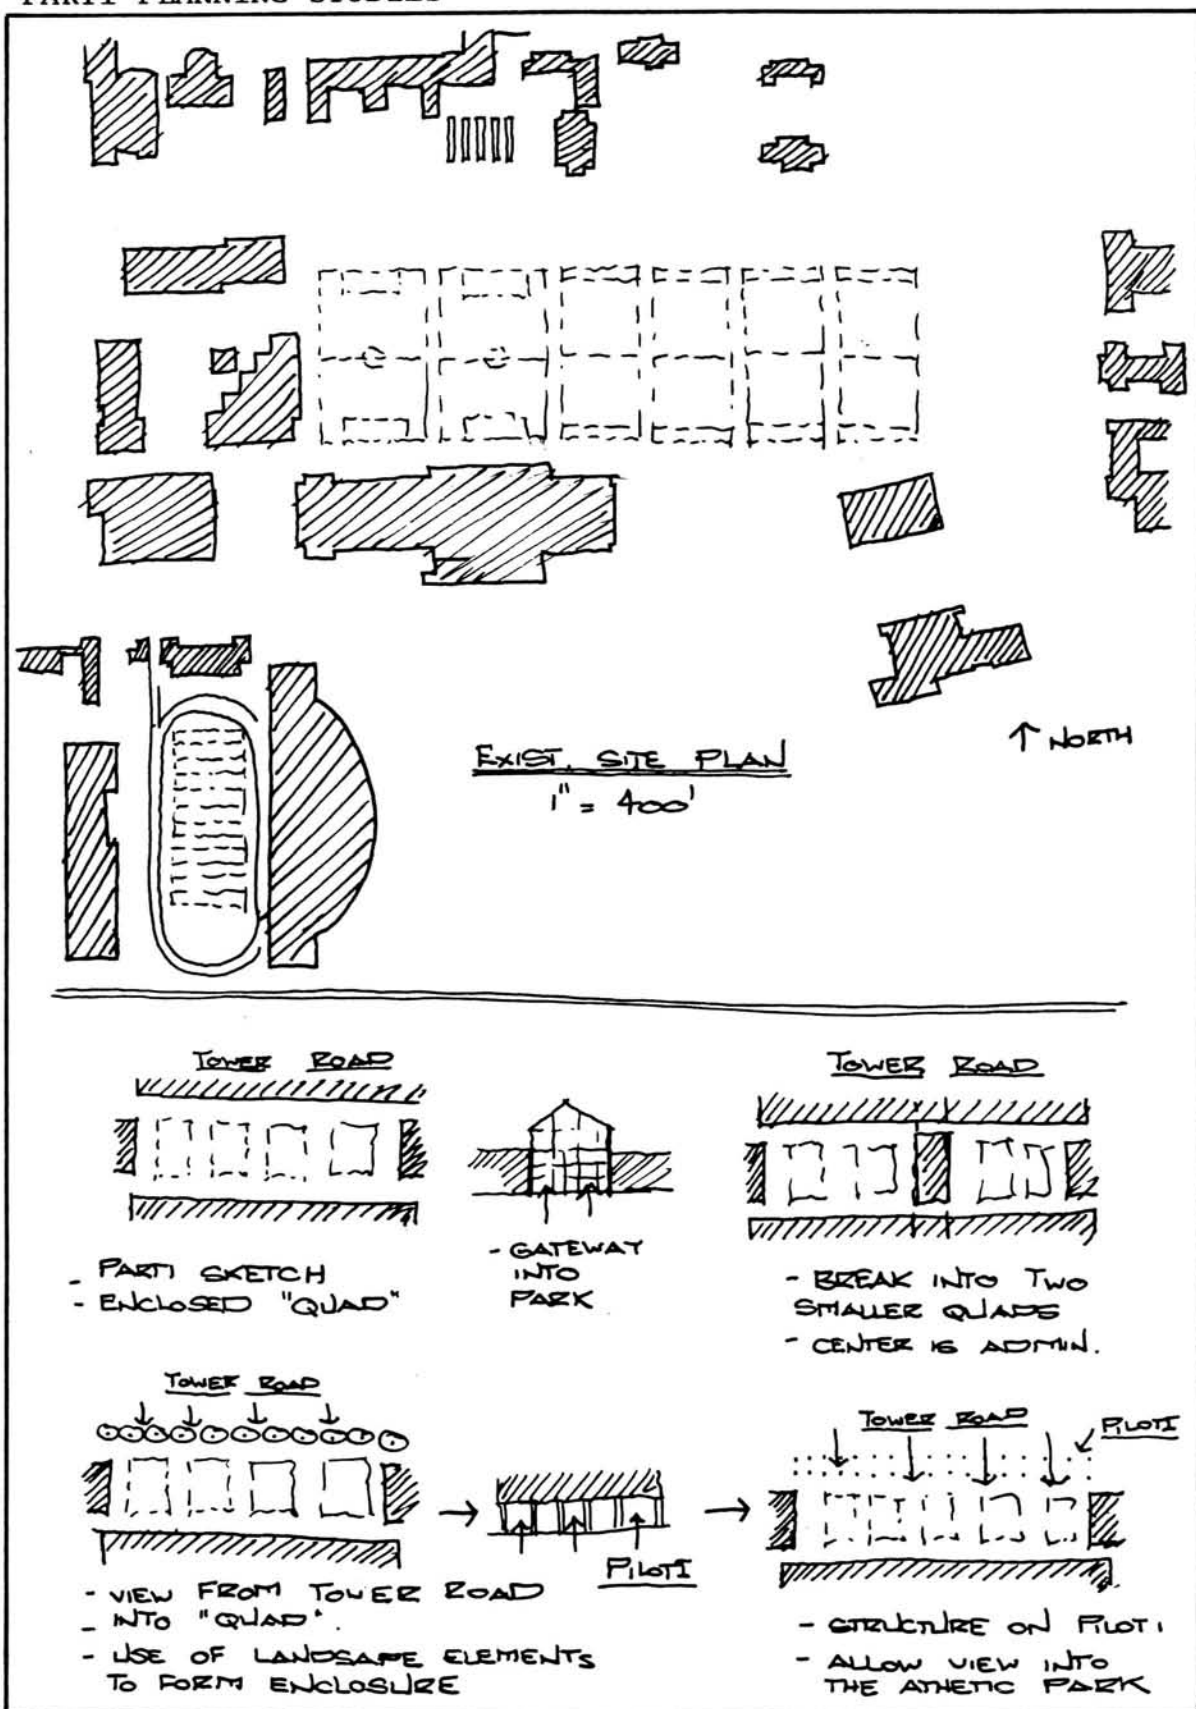 PARTI PLANNING STUDIES
EXIST. SITE PLAN
1" = 400'
↑ NORTH
TOWER ROAD
- PARTI SKETCH
- ENCLOSED "QUAD"
- GATEWAY
INTO
PARK
TOWER ROAD
- BREAK INTO TWO
SMALLER QUADS
- CENTER IS ADMIN.
TOWER ROAD
- VIEW FROM TOWER ROAD
- INTO "QUAD".
- USE OF LANDSAPE ELEMENTS
TO FORM ENCLOSURE
PILOTI
TOWER ROAD
PILOTI
- STRUCTURE ON PILOTI
- ALLOW VIEW INTO
THE ATHETIC PARK